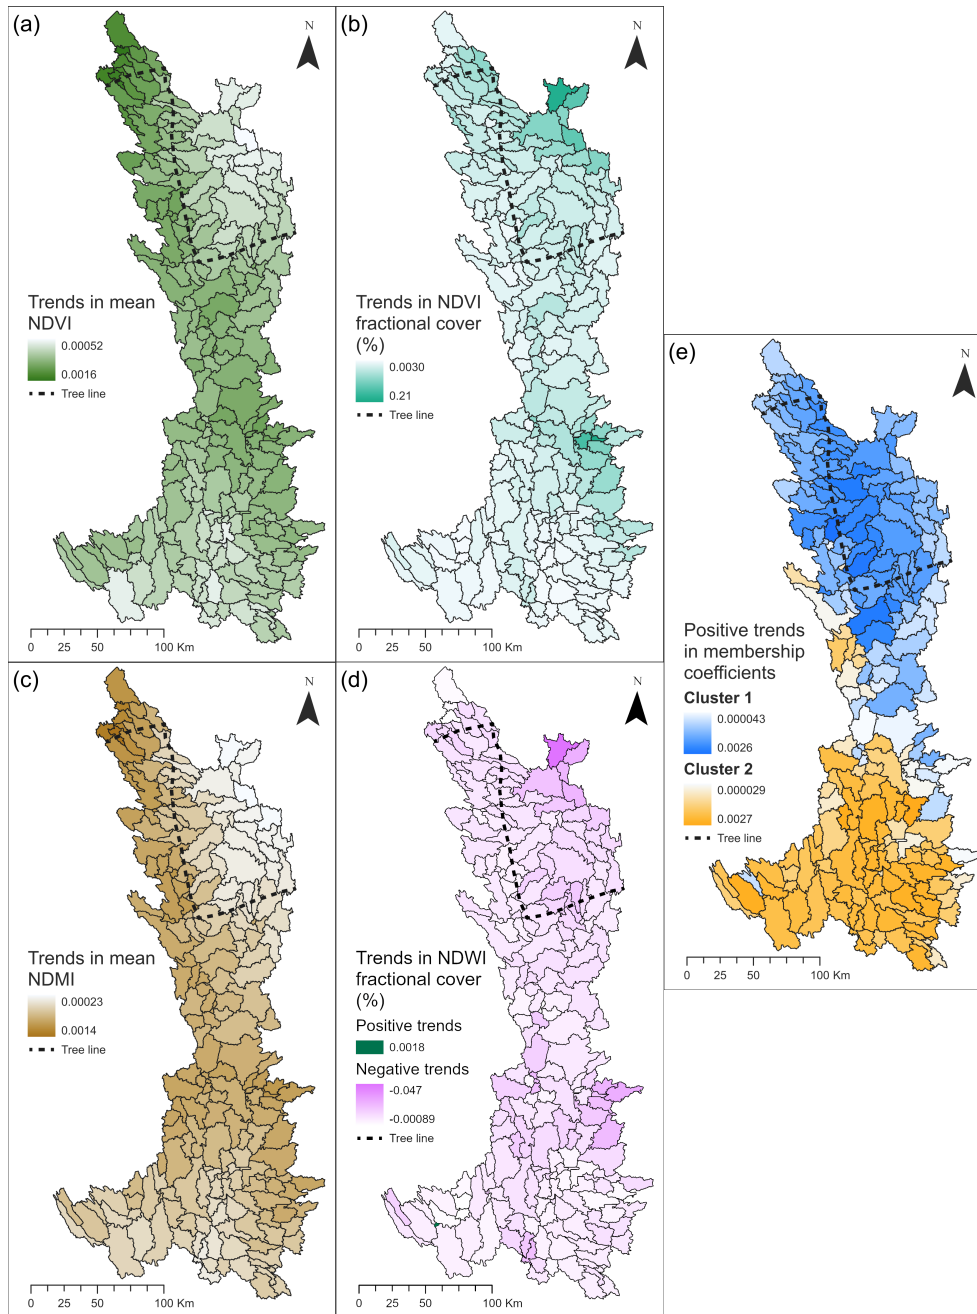 (a)
N
Trends in mean
NDVI
0.00052
0.0016
Tree line
0 25 50 100 Km
(b)
N
Trends in NDVI
fractional cover
(%)
0.0030
0.21
Tree line
0 25 50 100 Km
(c)
N
Trends in mean
NDMI
0.00023
0.0014
Tree line
0 25 50 100 Km
(d)
N
Trends in NDWI
fractional cover
(%)
Positive trends
0.0018
Negative trends
-0.047
-0.00089
Tree line
0 25 50 100 Km
(e)
N
Positive trends
in membership
coefficients
Cluster 1
0.000043
0.0026
Cluster 2
0.000029
0.0027
Tree line
0 25 50 100 Km